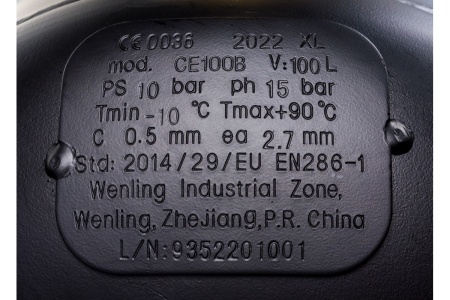 CE 0036 2022 XL
mod. CE100B V:100L
PS 10 bar ph 15 bar
Tmin -10 °C Tmax+90°C
C 0.5 mm ea 2.7 mm
Std: 2014/29/EU EN286-1
Wenling Industrial Zone,
Wenling, ZheJiang,P.R. China
L/N:9352201001